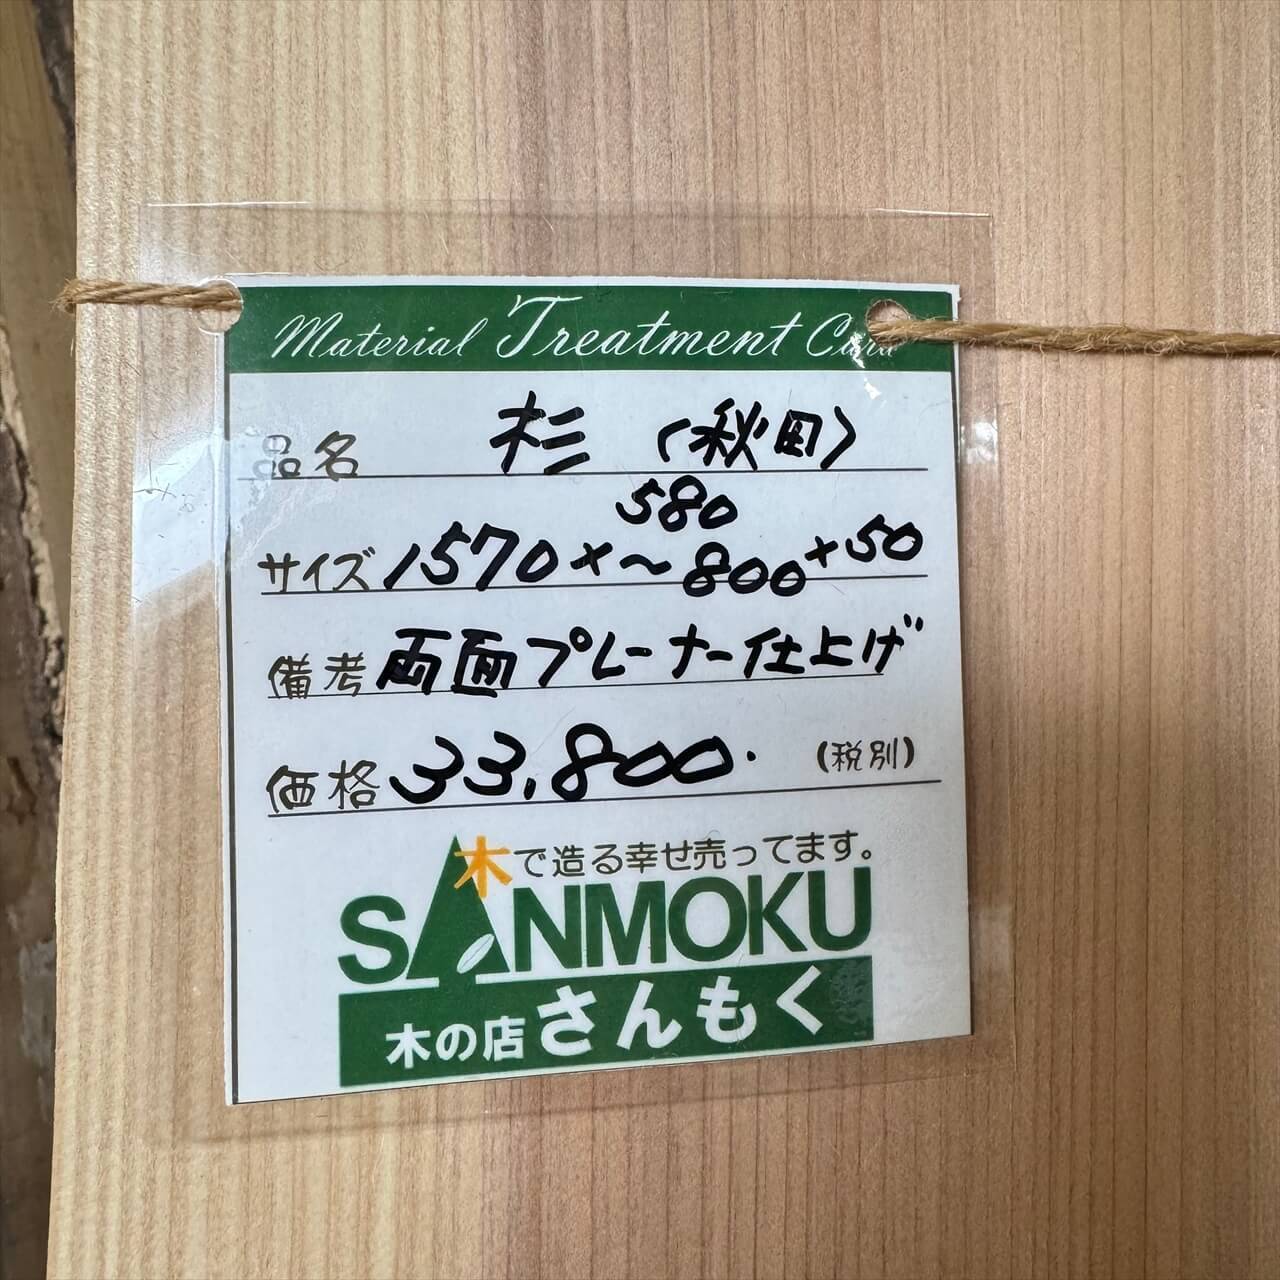 Material Treatment Card
品名 杉 (秋田)
580
サイズ 1570×～800×50
備考 両面プレーナー仕上げ
価格 33,800. (税別)
木で造る幸せ売ってます。
SANMOKU
木の店さんもく